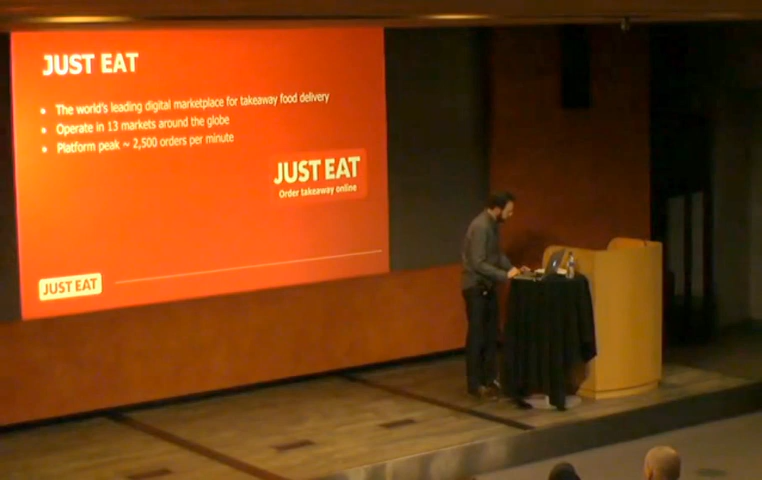 JUST EAT
• The world's leading digital marketplace for takeaway food delivery
• Operate in 13 markets around the globe
• Platform peak ~ 2,500 orders per minute
JUST EAT
Order takeaway online
JUST EAT